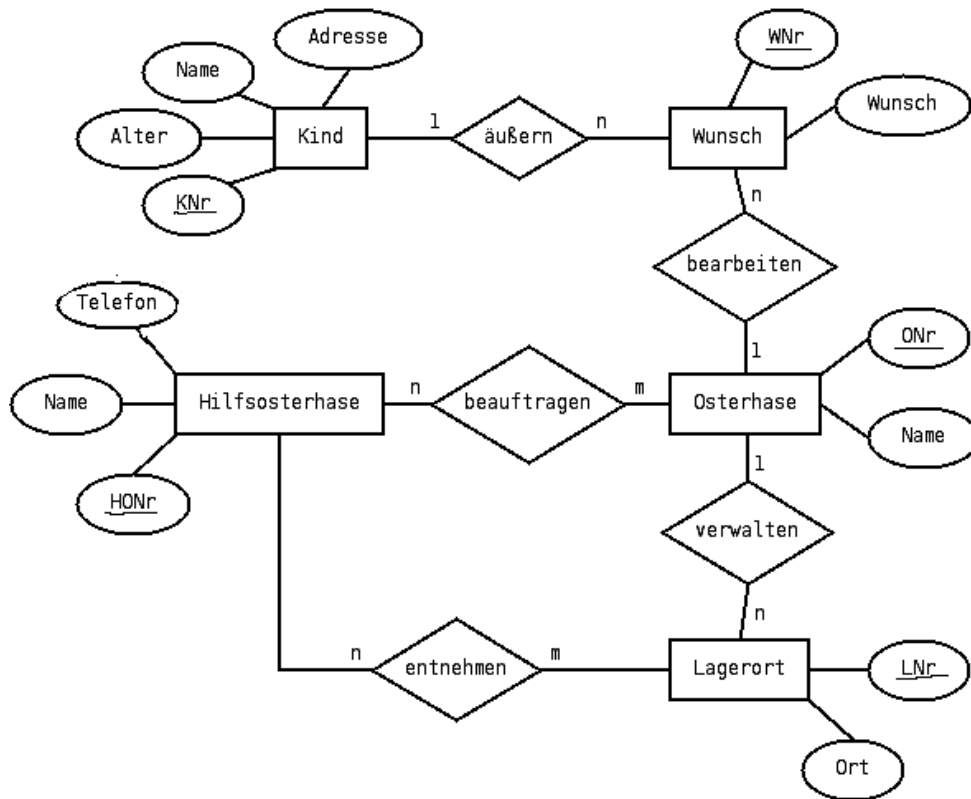 Adresse
WNr
Name
Wunsch
Alter
Kind
1
äußern
n
Wunsch
KNr
n
bearbeiten
Telefon
ONr
1
Name
Hilfsosterhase
n
beauftragen
m
Osterhase
Name
1
HONr
verwalten
n
n
entnehmen
m
Lagerort
LNr
Ort